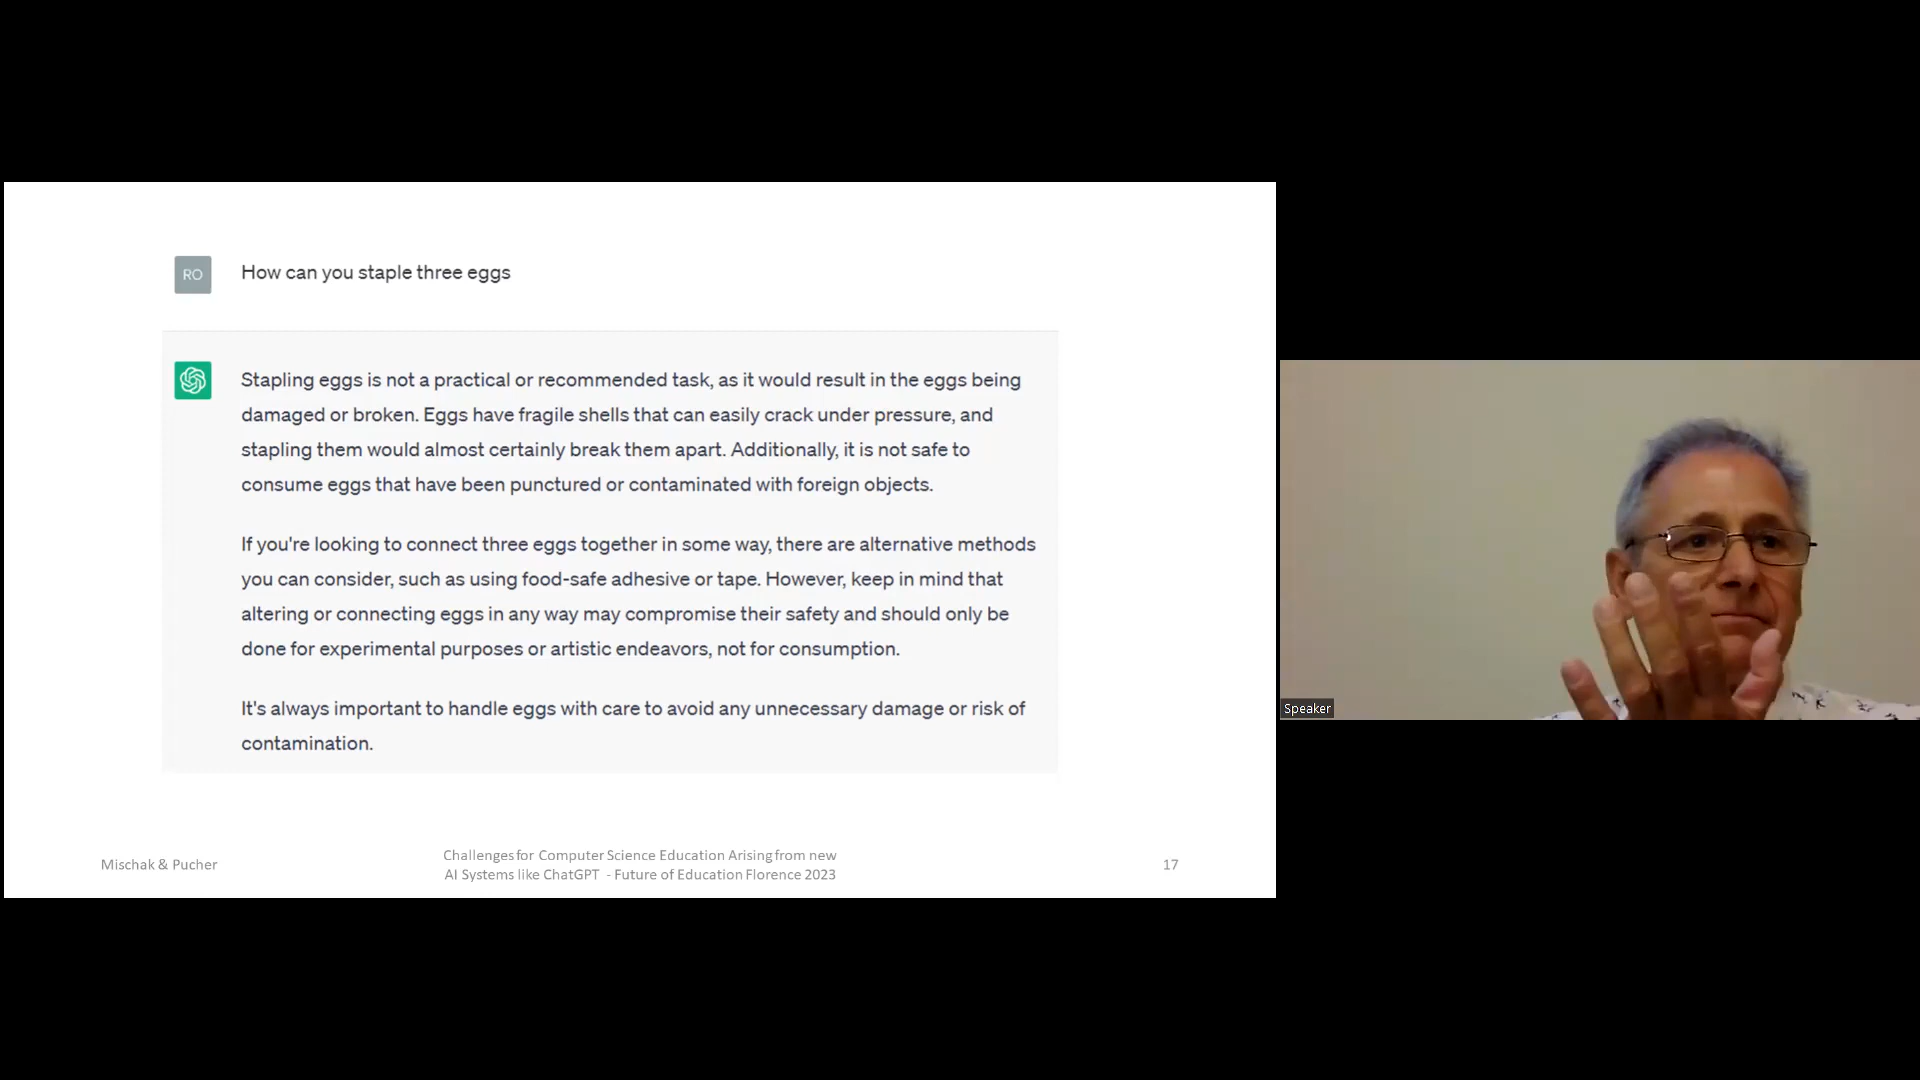 RO
How can you staple three eggs
Stapling eggs is not a practical or recommended task, as it would result in the eggs being
damaged or broken. Eggs have fragile shells that can easily crack under pressure, and
stapling them would almost certainly break them apart. Additionally, it is not safe to
consume eggs that have been punctured or contaminated with foreign objects.
If you're looking to connect three eggs together in some way, there are alternative methods
you can consider, such as using food-safe adhesive or tape. However, keep in mind that
altering or connecting eggs in any way may compromise their safety and should only be
done for experimental purposes or artistic endeavors, not for consumption.
It's always important to handle eggs with care to avoid any unnecessary damage or risk of
contamination.
Mischak & Pucher
Challenges for Computer Science Education Arising from new
AI Systems like ChatGPT - Future of Education Florence 2023
17
Speaker